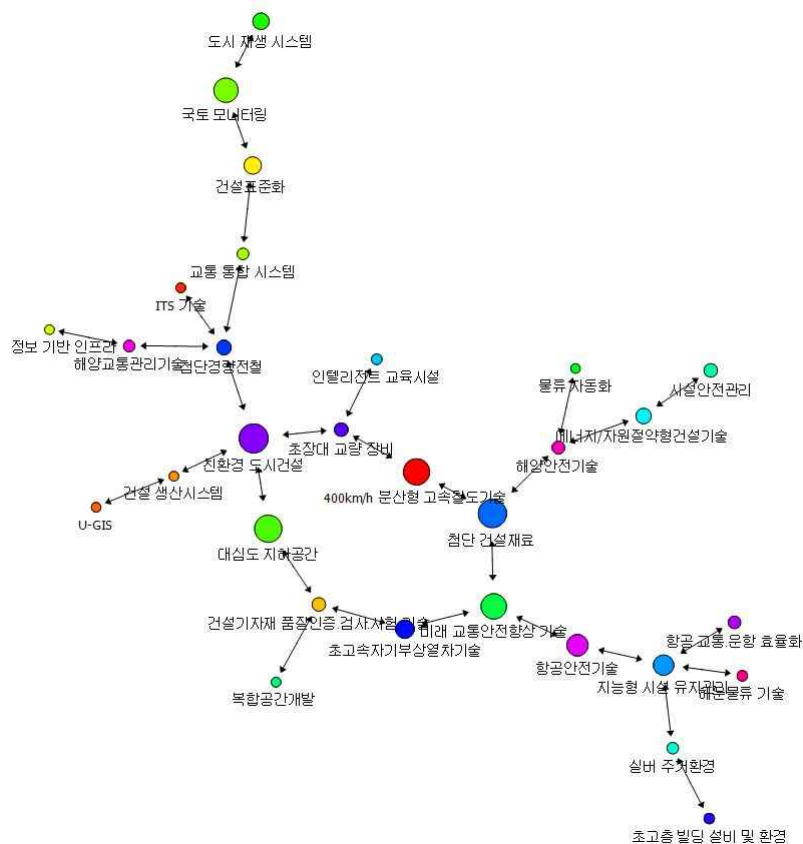 도시 재생 시스템
국토 모니터링
건설표준화
교통 통합 시스템
ITS 기술
정보 기반 인프라
해양교통관리기술
첨단경량전철
인텔리전트 교육시설
물류 자동화
시설안전관리
에너지/자원절약형건설기술
초장대 교량 장비
해양안전기술
친환경 도시건설
건설 생산시스템
400km/h 분산형 고속철도기술
U-GIS
첨단 건설재료
대심도 지하공간
건설기자재 품질인증.검사.시험 기술
미래 교통안전향상 기술
초고속자기부상열차기술
항공안전기술
항공.교통.운항 효율화
지능형 시설 유지관리
해운물류 기술
복합공간개발
실버 주거환경
초고층 빌딩 설비 및 환경